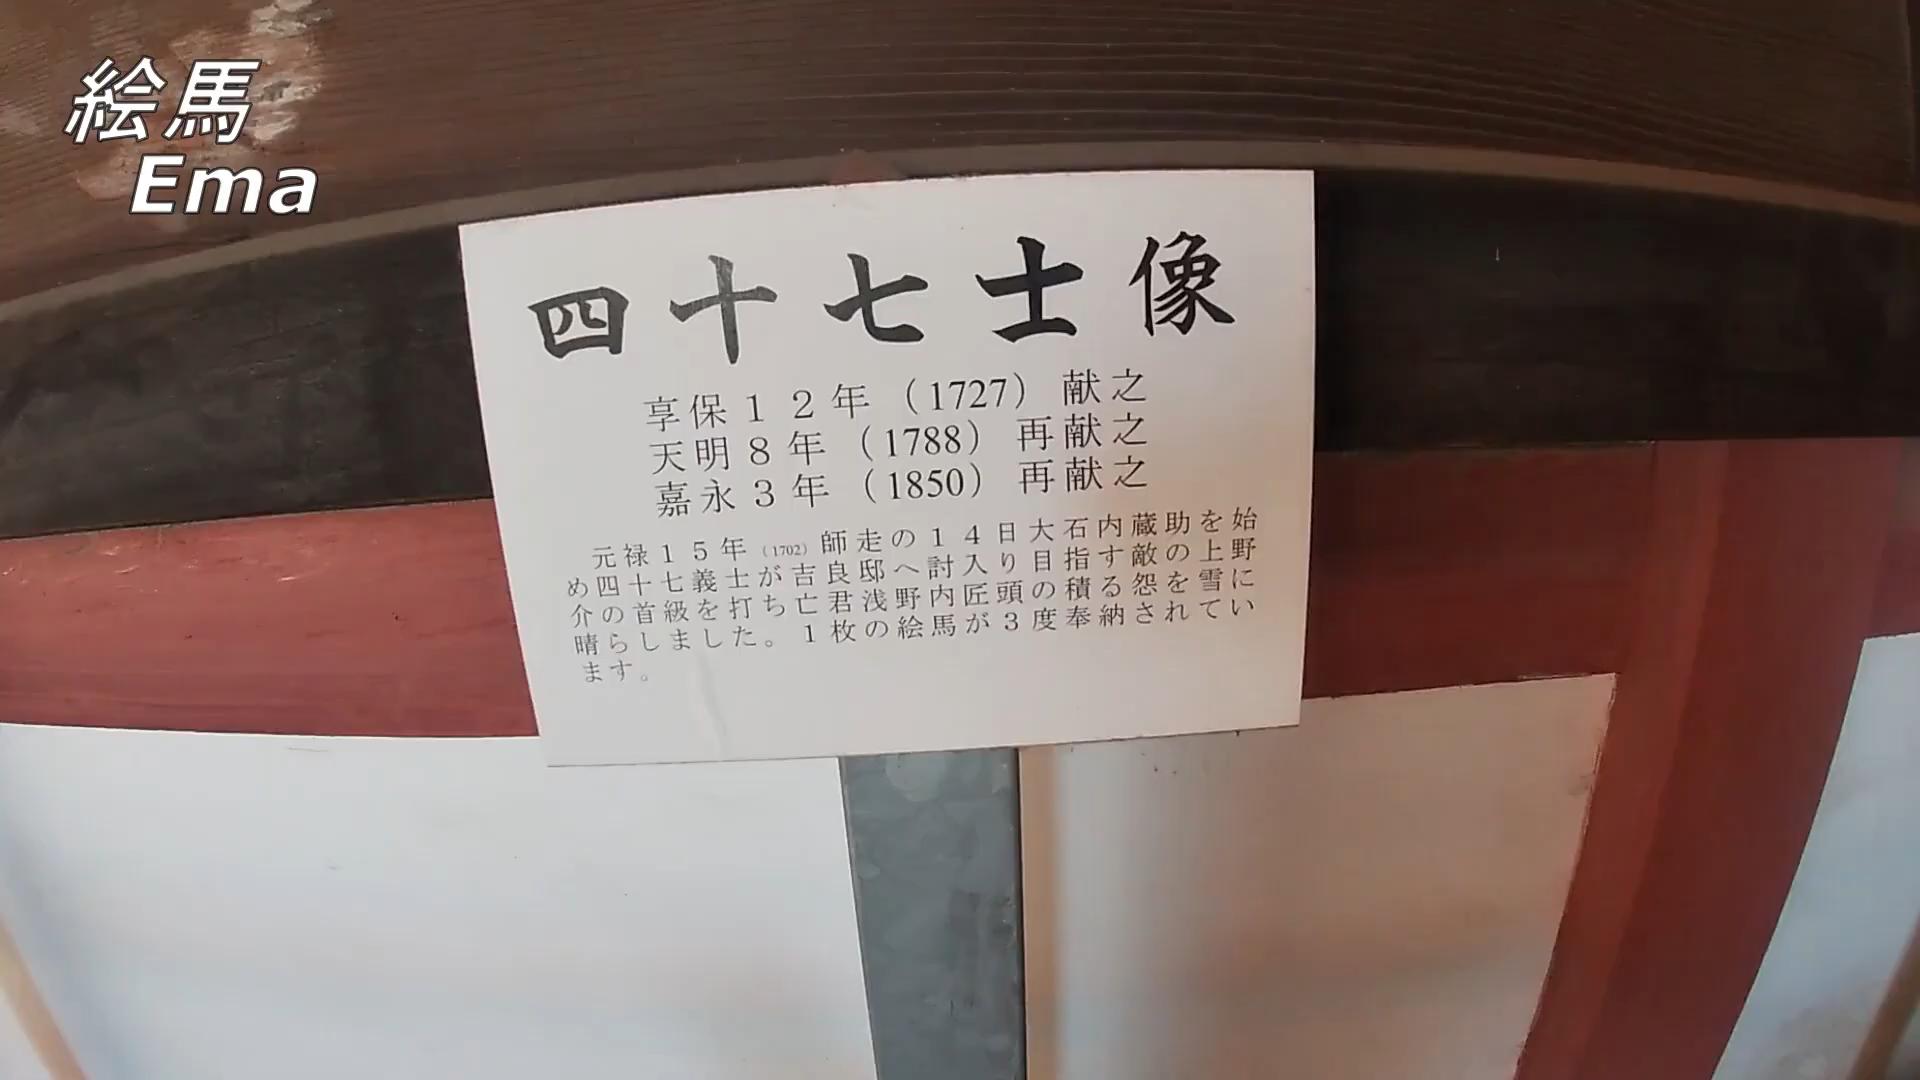 絵馬
Ema
四十七士像
享保１２年（1727）献之
天明８年（1788）再献之
嘉永３年（1850）再献之
元禄１５年（1702）師走の１４日大石内蔵助を始
め四十七義士が吉良邸へ討入り目指す敵の上野
介の首級を打ち亡君浅野内匠頭の積る怨を雪に
晴らしました。１枚の絵馬が３度奉納されてい
ます。